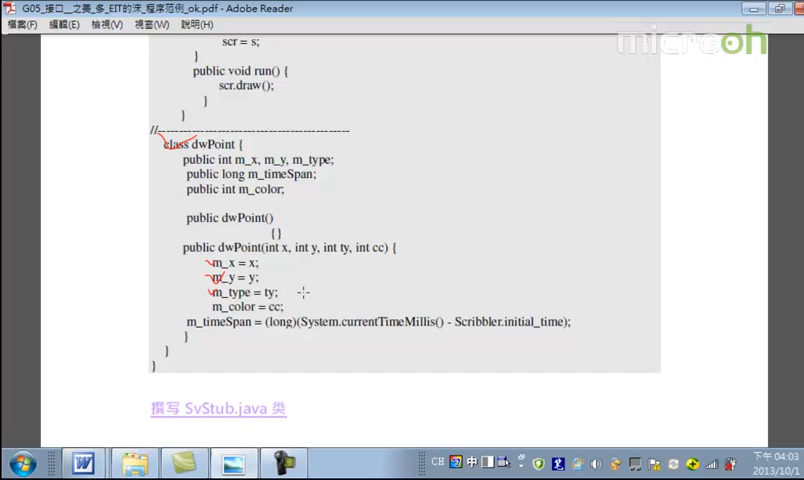 G05_接口__之美_多_EIT的床_程序范例_ok.pdf - Adobe Reader
檔案(F) 編輯(E) 檢視(V) 視窗(W) 說明(H)
microoh
scr = s;
}
public void run() {
scr.draw();
}
}
//--------------------------------------------
class dwPoint {
public int m_x, m_y, m_type;
public long m_timeSpan;
public int m_color;
public dwPoint()
{}
public dwPoint(int x, int y, int ty, int cc) {
m_x = x;
m_y = y;
m_type = ty;
m_color = cc;
m_timeSpan = (long)(System.currentTimeMillis() - Scribbler.initial_time);
}
}
}
撰写 SvStub.java 类
CH 中
下午 04:03
2013/10/1